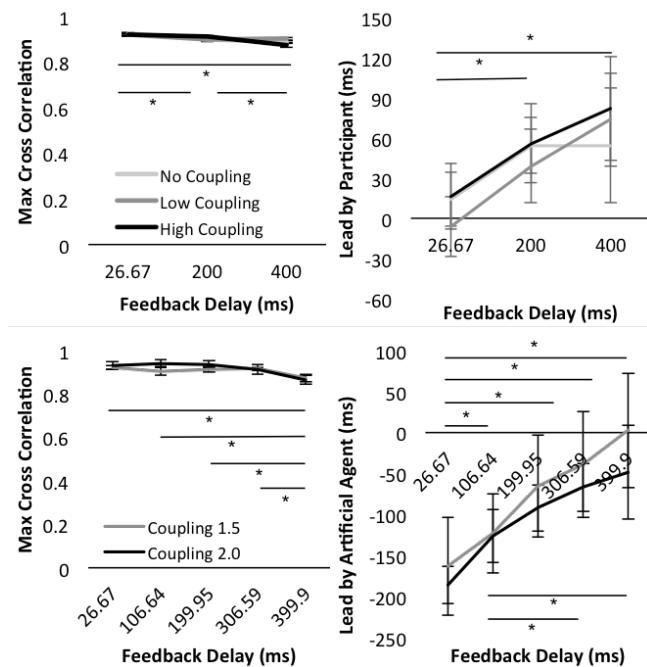 Max Cross Correlation
1
0.8
0.6
0.4
0.2
0
*
*
*
No Coupling
Low Coupling
High Coupling
26.67 200 400
Feedback Delay (ms)
Lead by Participant (ms)
150
120
90
60
30
0
-30
-60
*
*
26.67 200 400
Feedback Delay (ms)
Max Cross Correlation
1
0.8
0.6
0.4
0.2
0
*
*
*
*
Coupling 1.5
Coupling 2.0
26.67 106.64 199.95 306.59 399.9
Feedback Delay (ms)
Lead by Artificial Agent (ms)
100
50
0
-50
-100
-150
-200
-250
*
*
*
*
26.67 106.64 199.95 306.59 399.9
*
*
Feedback Delay (ms)